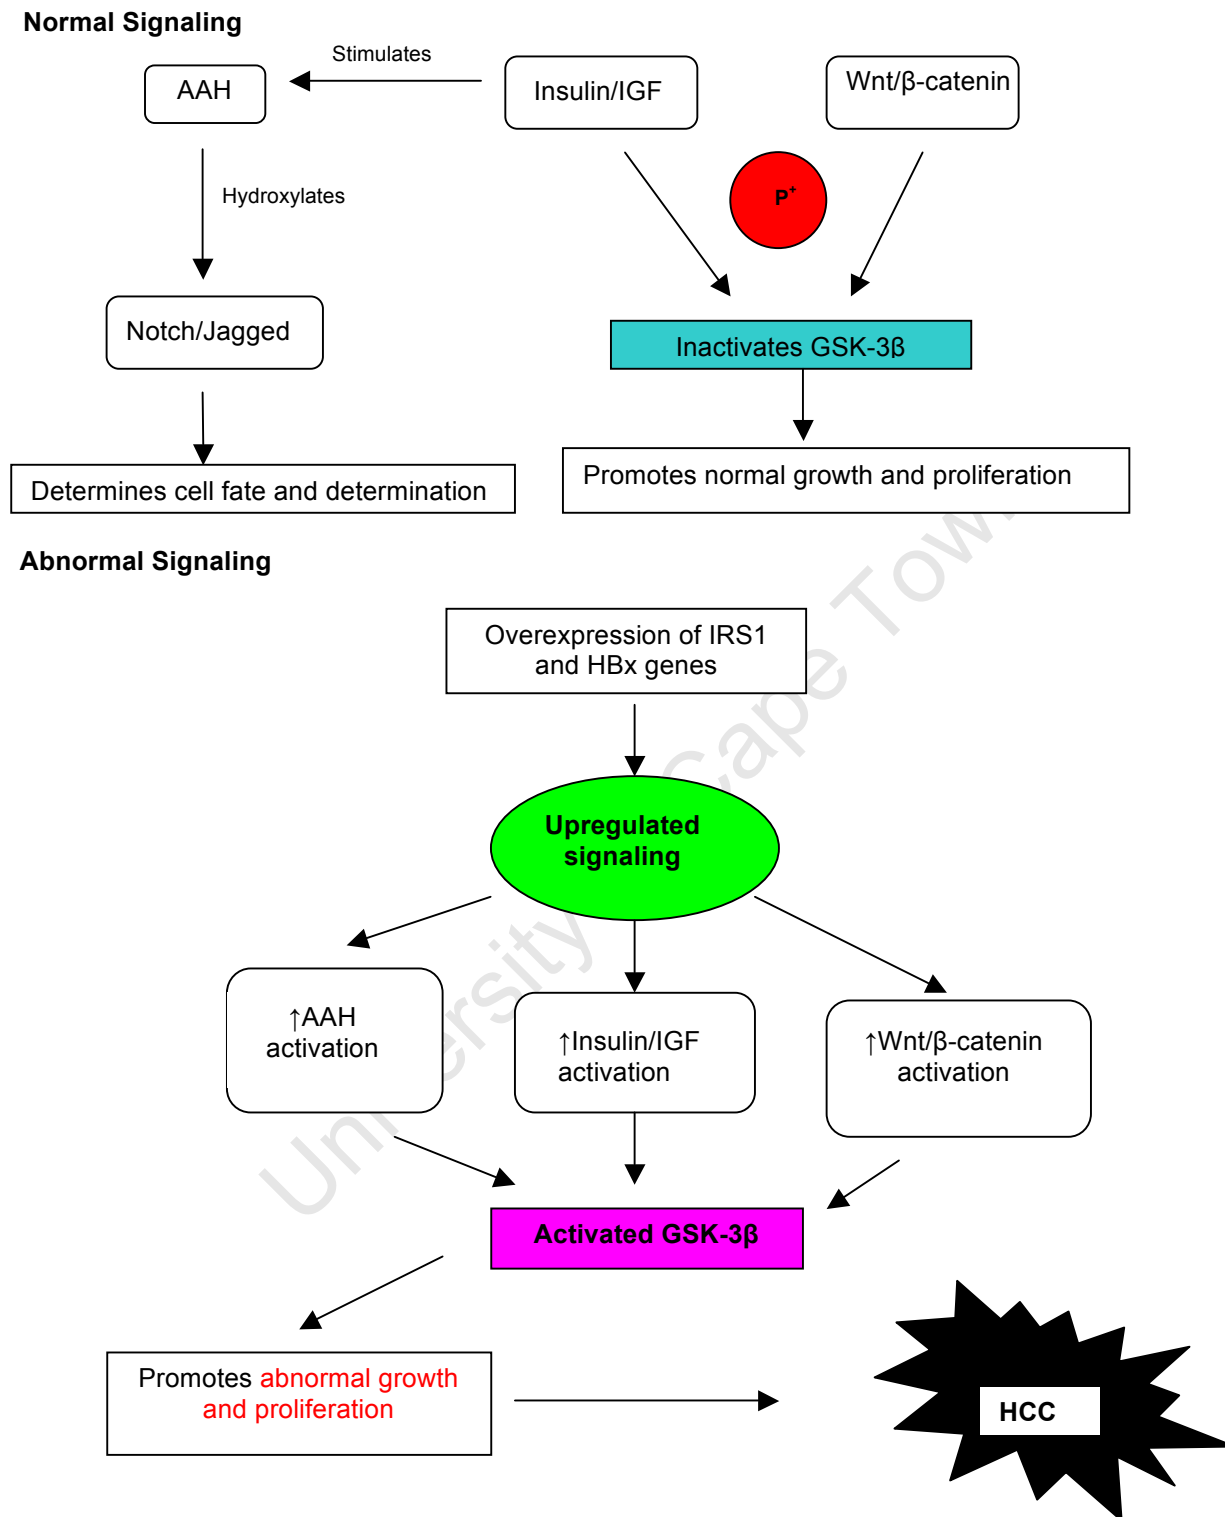 Normal Signaling
Stimulates
AAH
Insulin/IGF
Wnt/β-catenin
P+
Hydroxylates
Notch/Jagged
Inactivates GSK-3β
Determines cell fate and determination
Promotes normal growth and proliferation
Abnormal Signaling
Overexpression of IRS1
and HBx genes
Upregulated
signaling
↑AAH
activation
↑Insulin/IGF
activation
↑Wnt/β-catenin
activation
Activated GSK-3β
Promotes abnormal growth
and proliferation
HCC
University of Cape Town